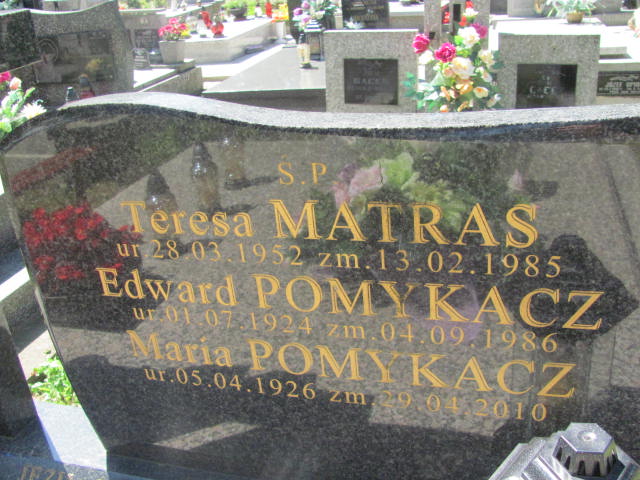 S.P
Teresa MATRAS
ur 28.03.1952 zm.13.02.1985
Edward POMYKACZ
ur.01.07.1924 zm.04.09.1986
Maria POMYKACZ
ur.05.04.1926 zm 29.04.2010